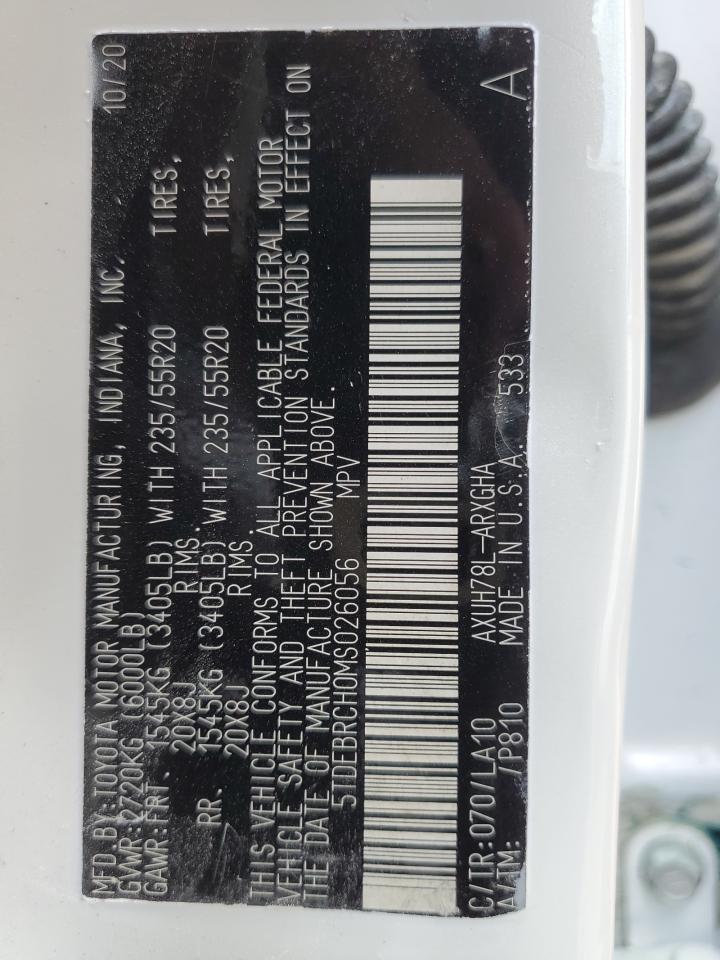 MFD.BY:TOYOTA MOTOR MANUFACTURING, INDIANA, INC. 10/20
GVWR:2720KG (6000LB)
GAWR:FRT. 1545KG (3405LB) WITH 235/55R20 TIRES,
20X8J RIMS.
RR. 1545KG (3405LB) WITH 235/55R20 TIRES,
20X8J RIMS
THIS VEHICLE CONFORMS TO ALL APPLICABLE FEDERAL MOTOR
VEHICLE SAFETY AND THEFT PREVENTION STANDARDS IN EFFECT ON
THE DATE OF MANUFACTURE SHOWN ABOVE.
5TDEBRCH0MS026056 MPV
C/TR:070/LA10 AXUH78L-ARXGHA
A/TM: /P810 MADE IN U.S.A. 533 A